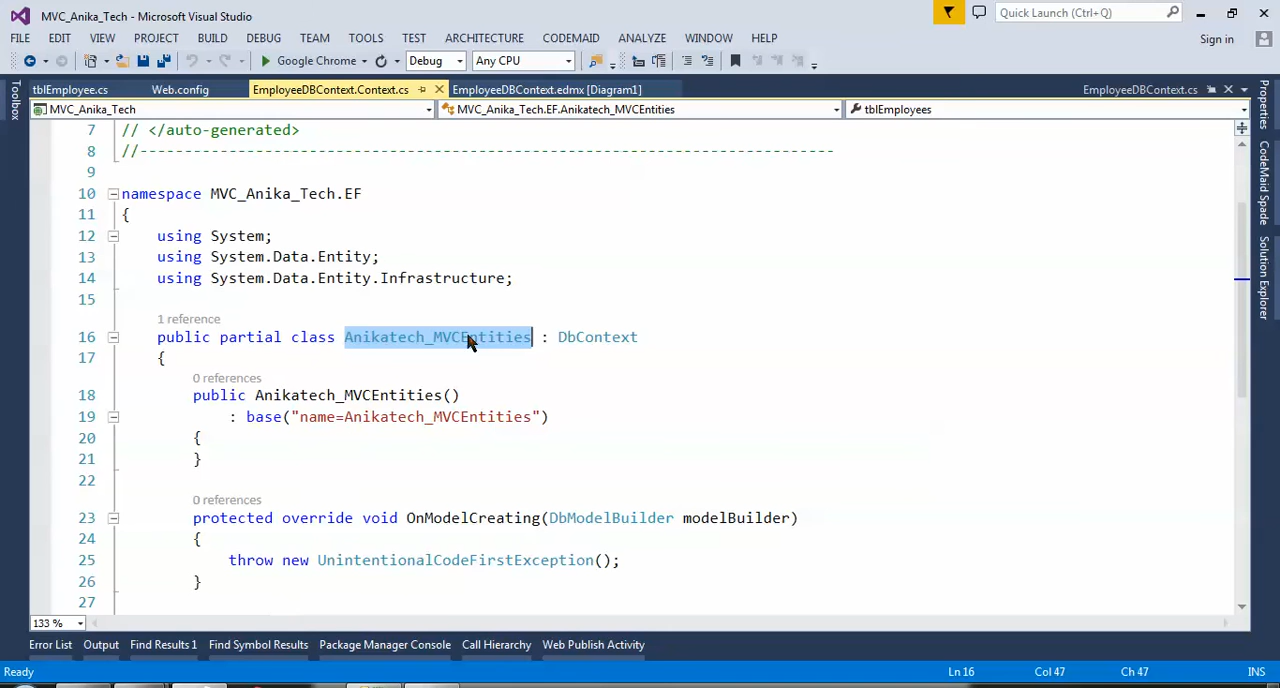 MVC_Anika_Tech - Microsoft Visual Studio
Quick Launch (Ctrl+Q)
FILE EDIT VIEW PROJECT BUILD DEBUG TEAM TOOLS TEST ARCHITECTURE CODEMAID ANALYZE WINDOW HELP
Sign in
Google Chrome Debug Any CPU
tblEmployee.cs Web.config EmployeeDBContext.Context.cs EmployeeDBContext.edmx [Diagram1] EmployeeDBContext.cs
MVC_Anika_Tech MVC_Anika_Tech.EF.Anikatech_MVCEntities tblEmployees
Toolbox
Properties
CodeMaid Spade
Solution Explorer
7 // </auto-generated>
8 //------------------------------------------------------------------------------
9
10 namespace MVC_Anika_Tech.EF
11 {
12 using System;
13 using System.Data.Entity;
14 using System.Data.Entity.Infrastructure;
15
1 reference
16 public partial class Anikatech_MVCEntities : DbContext
17 {
0 references
18 public Anikatech_MVCEntities()
19 : base("name=Anikatech_MVCEntities")
20 {
21 }
22
0 references
23 protected override void OnModelCreating(DbModelBuilder modelBuilder)
24 {
25 throw new UnintentionalCodeFirstException();
26 }
27
133 %
Error List Output Find Results 1 Find Symbol Results Package Manager Console Call Hierarchy Web Publish Activity
Ready Ln 16 Col 47 Ch 47 INS